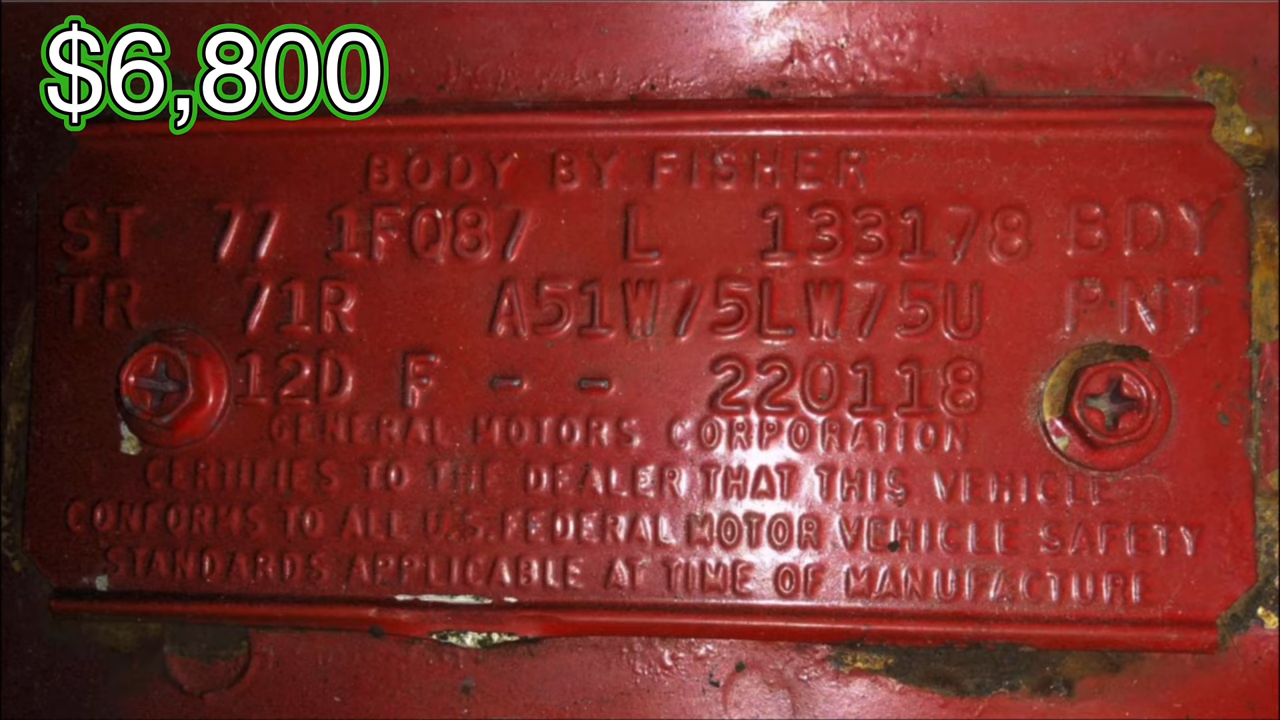 $6,800
BODY BY FISHER
ST 77 1FQ87 L 133178 BDY
TR 71R A51W75LW75U PNT
12D F - - 220118
GENERAL MOTORS CORPORATION
CERTIFIES TO THE DEALER THAT THIS VEHICLE
CONFORMS TO ALL U.S. FEDERAL MOTOR VEHICLE SAFETY
STANDARDS APPLICABLE AT TIME OF MANUFACTURE